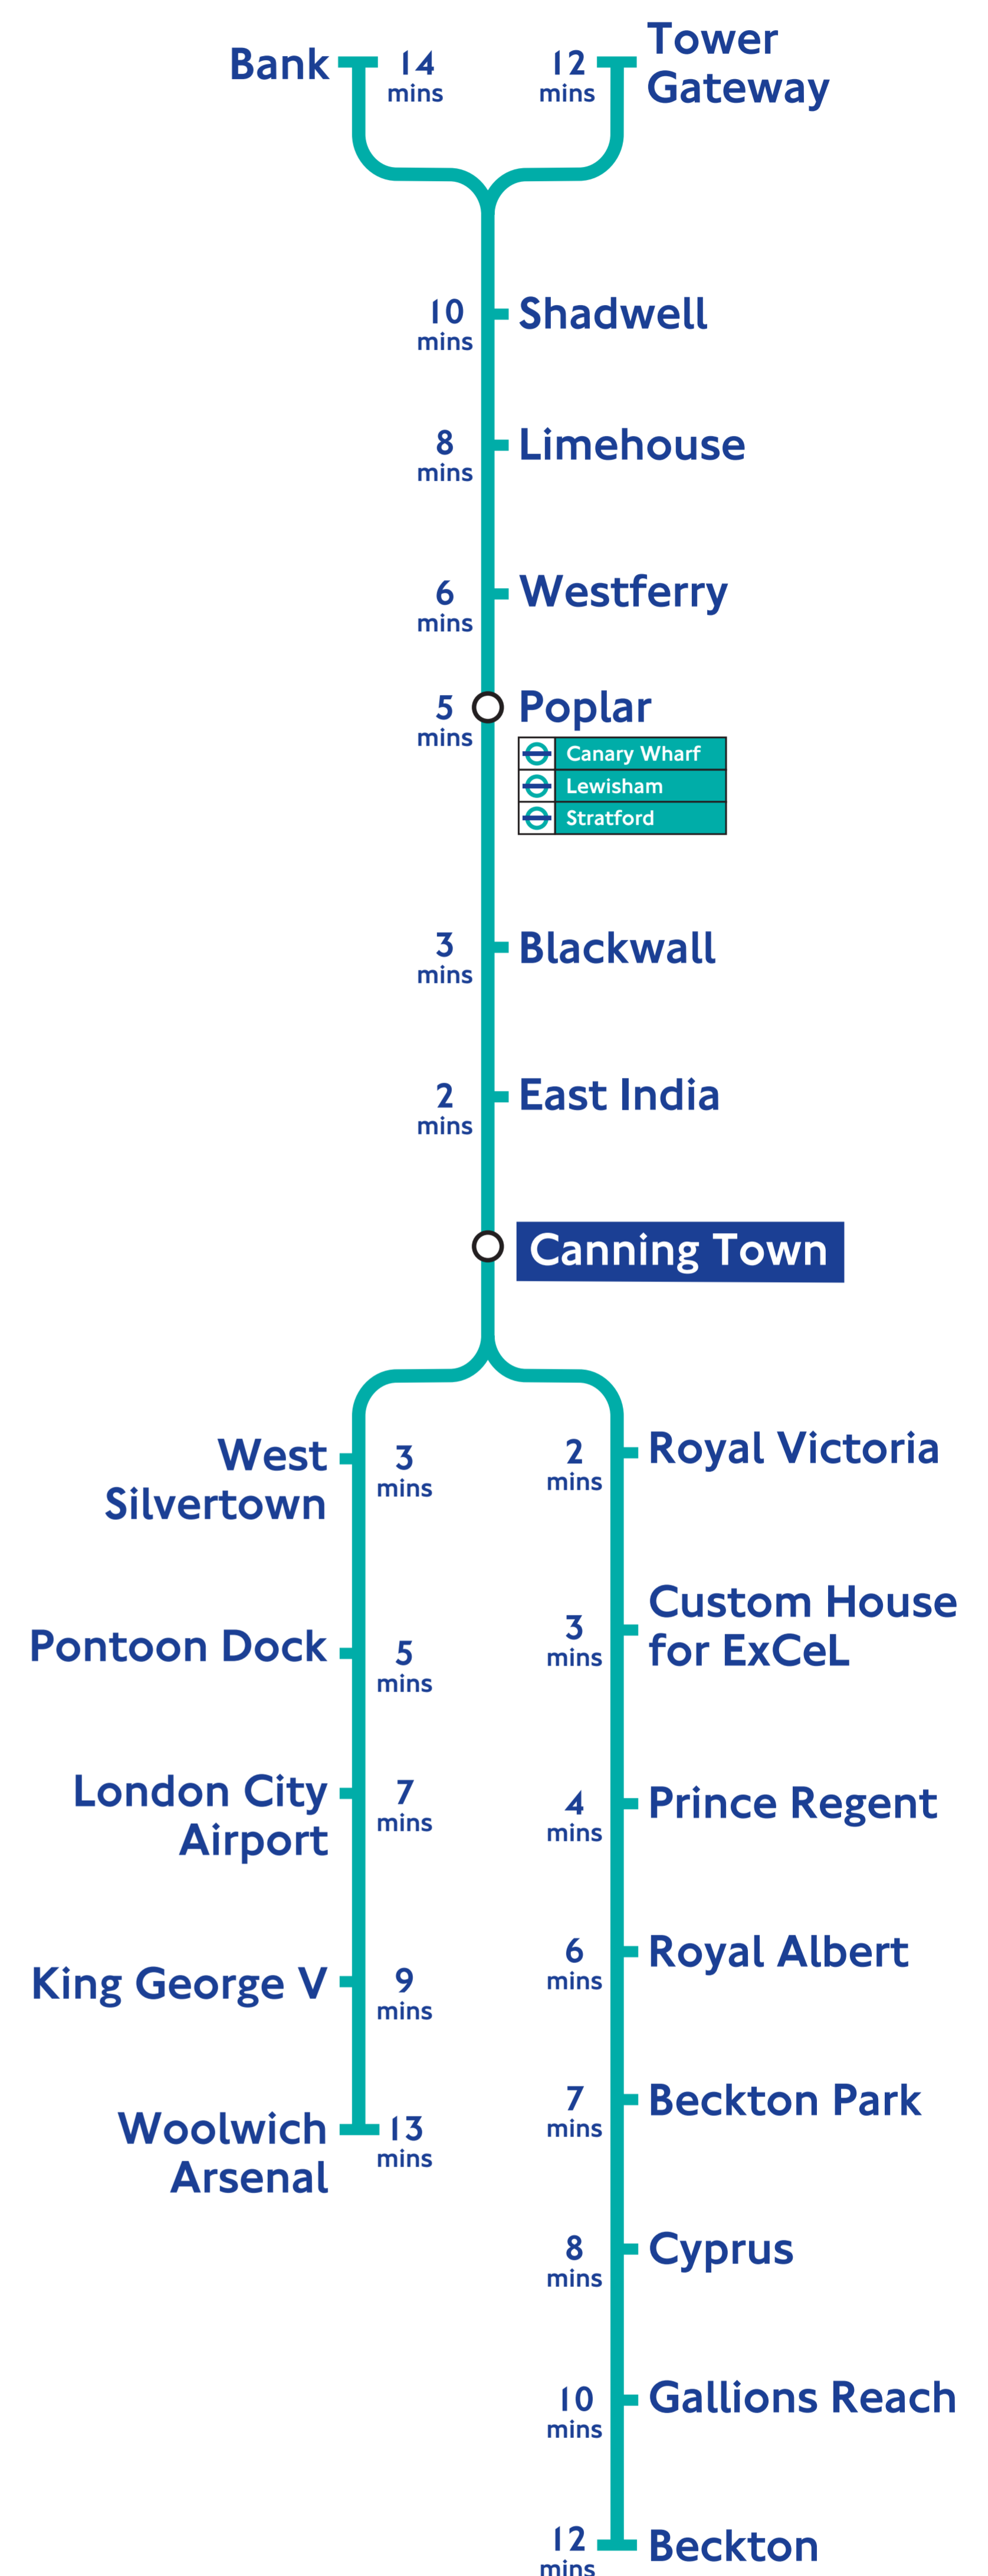 Bank
14
mins
12
mins
Tower
Gateway
10
mins
Shadwell
8
mins
Limehouse
6
mins
Westferry
5
mins
Poplar
Canary Wharf
Lewisham
Stratford
3
mins
Blackwall
2
mins
East India
Canning Town
West
Silvertown
3
mins
Pontoon Dock
5
mins
London City
Airport
7
mins
King George V
9
mins
Woolwich
Arsenal
13
mins
2
mins
Royal Victoria
3
mins
Custom House
for ExCeL
4
mins
Prince Regent
6
mins
Royal Albert
7
mins
Beckton Park
8
mins
Cyprus
10
mins
Gallions Reach
12
mins
Beckton